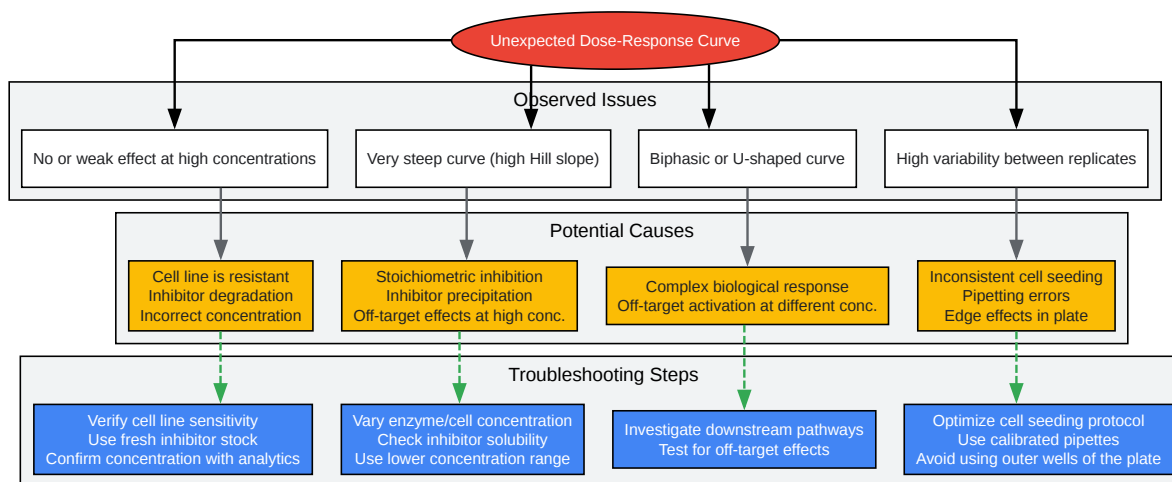 Unexpected Dose-Response Curve
Observed Issues
No or weak effect at high concentrations
Very steep curve (high Hill slope)
Biphasic or U-shaped curve
High variability between replicates
Potential Causes
Cell line is resistant
Inhibitor degradation
Incorrect concentration
Stoichiometric inhibition
Inhibitor precipitation
Off-target effects at high conc.
Complex biological response
Off-target activation at different conc.
Inconsistent cell seeding
Pipetting errors
Edge effects in plate
Troubleshooting Steps
Verify cell line sensitivity
Use fresh inhibitor stock
Confirm concentration with analytics
Vary enzyme/cell concentration
Check inhibitor solubility
Use lower concentration range
Investigate downstream pathways
Test for off-target effects
Optimize cell seeding protocol
Use calibrated pipettes
Avoid using outer wells of the plate